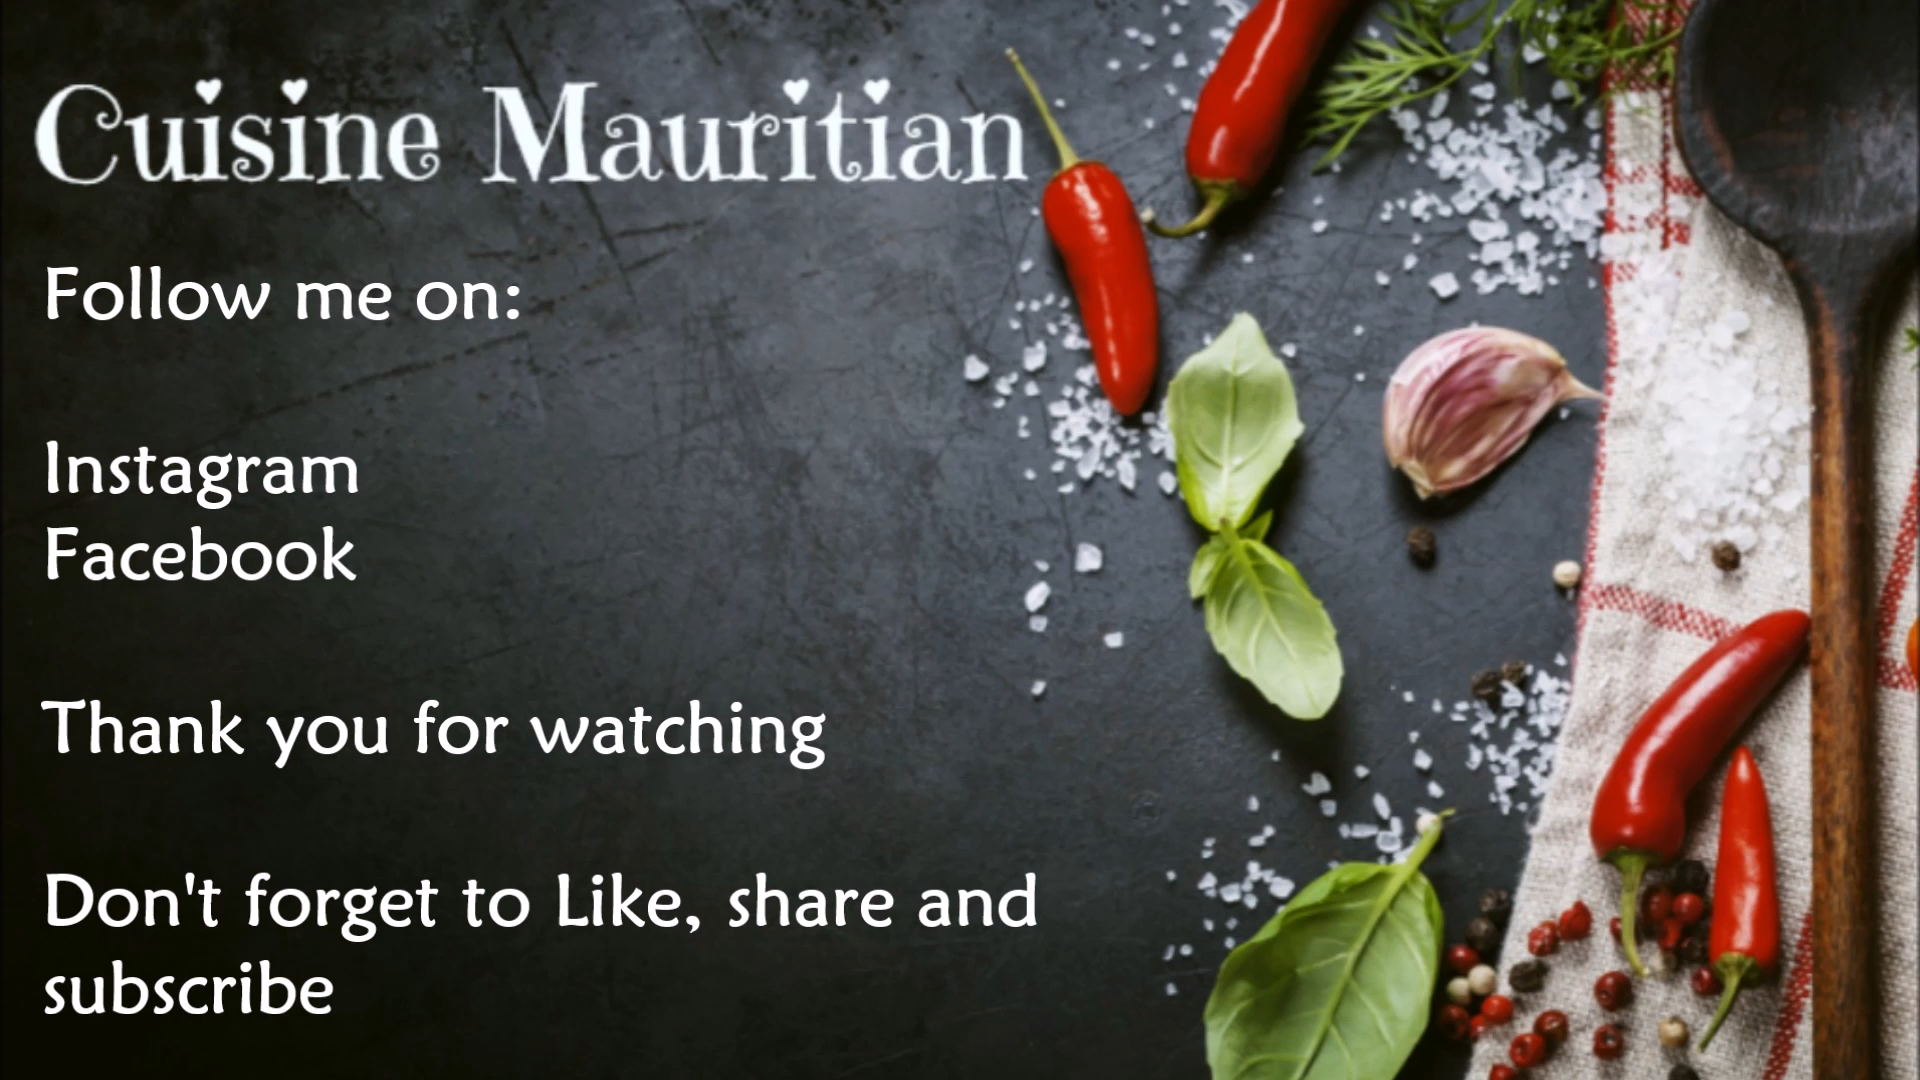 Cuisine Mauritian
Follow me on:
Instagram
Facebook
Thank you for watching
Don't forget to Like, share and
subscribe